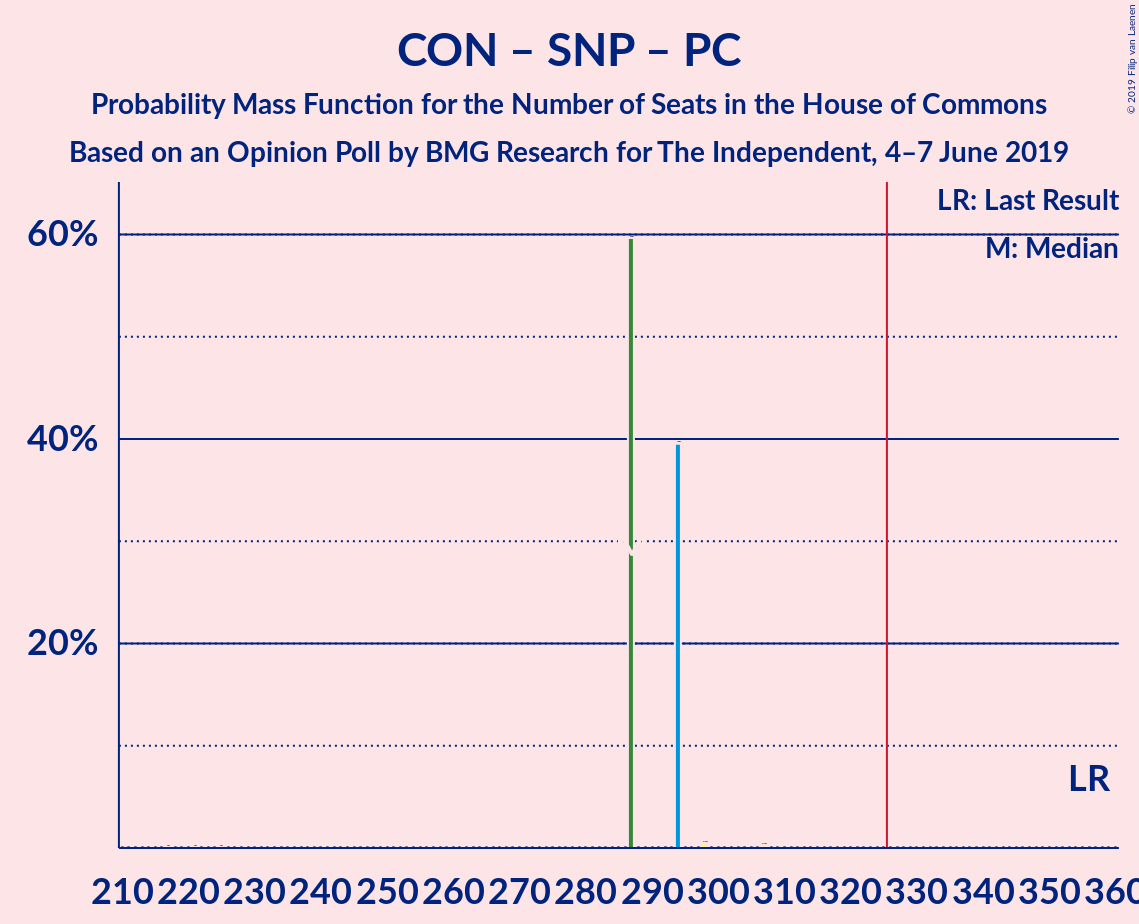 CON – SNP – PC
Probability Mass Function for the Number of Seats in the House of Commons
Based on an Opinion Poll by BMG Research for The Independent, 4–7 June 2019
© 2019 Filip van Laenen
LR: Last Result
M: Median
60%
40%
20%
LR
210 220 230 240 250 260 270 280 290 300 310 320 330 340 350 360